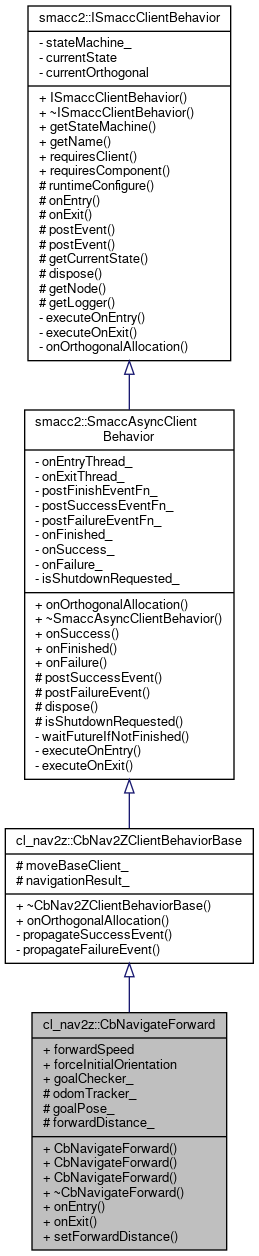 smacc2::ISmaccClientBehavior
- stateMachine_
- currentState
- currentOrthogonal
+ ISmaccClientBehavior()
+ ~ISmaccClientBehavior()
+ getStateMachine()
+ getName()
+ requiresClient()
+ requiresComponent()
# runtimeConfigure()
# onEntry()
# onExit()
# postEvent()
# postEvent()
# getCurrentState()
# dispose()
# getNode()
# getLogger()
- executeOnEntry()
- executeOnExit()
- onOrthogonalAllocation()
smacc2::SmaccAsyncClient
Behavior
- onEntryThread_
- onExitThread_
- postFinishEventFn_
- postSuccessEventFn_
- postFailureEventFn_
- onFinished_
- onSuccess_
- onFailure_
- isShutdownRequested_
+ onOrthogonalAllocation()
+ ~SmaccAsyncClientBehavior()
+ onSuccess()
+ onFinished()
+ onFailure()
# postSuccessEvent()
# postFailureEvent()
# dispose()
# isShutdownRequested()
- waitFutureIfNotFinished()
- executeOnEntry()
- executeOnExit()
cl_nav2z::CbNav2ZClientBehaviorBase
# moveBaseClient_
# navigationResult_
+ ~CbNav2ZClientBehaviorBase()
+ onOrthogonalAllocation()
- propagateSuccessEvent()
- propagateFailureEvent()
cl_nav2z::CbNavigateForward
+ forwardSpeed
+ forceInitialOrientation
+ goalChecker_
# odomTracker_
# goalPose_
# forwardDistance_
+ CbNavigateForward()
+ CbNavigateForward()
+ CbNavigateForward()
+ ~CbNavigateForward()
+ onEntry()
+ onExit()
+ setForwardDistance()